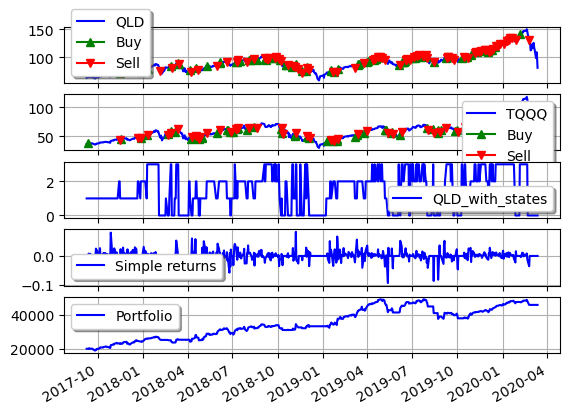 QLD
Buy
Sell
150
100
TQQQ
Buy
Sell
100
50
QLD_with_states
2
0
Simple returns
0.0
−0.1
Portfolio
40000
20000
2017-10 2018-01 2018-04 2018-07 2018-10 2019-01 2019-04 2019-07 2019-10 2020-01 2020-04